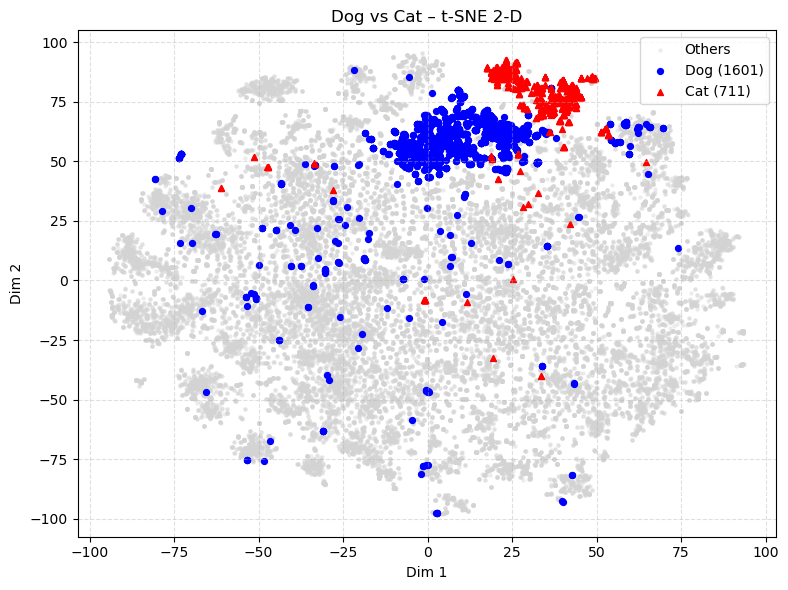 Dog vs Cat – t-SNE 2-D
Others
Dog (1601)
Cat (711)
100
75
50
25
0
−25
−50
−75
−100
Dim 2
−100 −75 −50 −25 0 25 50 75 100
Dim 1